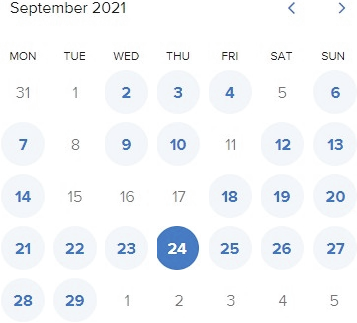 September 2021
MON TUE WED THU FRI SAT SUN
31 1 2 3 4 5 6
7 8 9 10 11 12 13
14 15 16 17 18 19 20
21 22 23 24 25 26 27
28 29 1 2 3 4 5